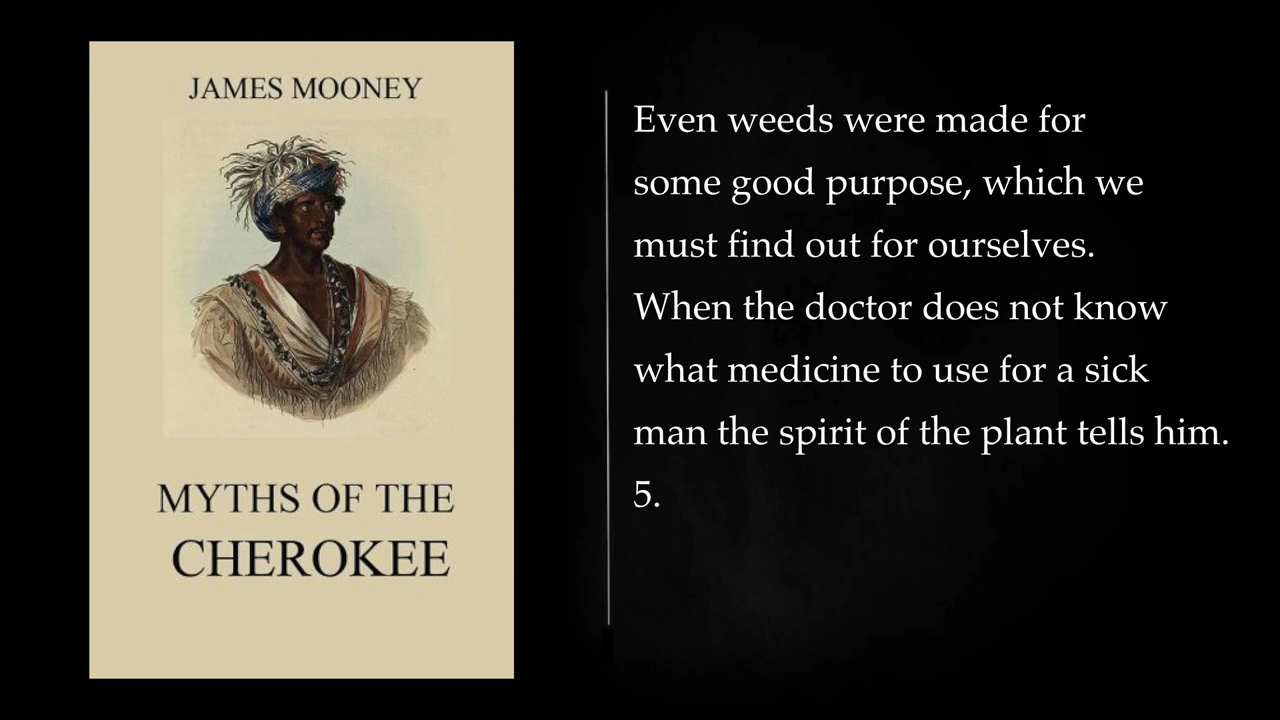 JAMES MOONEY
MYTHS OF THE
CHEROKEE
Even weeds were made for
some good purpose, which we
must find out for ourselves.
When the doctor does not know
what medicine to use for a sick
man the spirit of the plant tells him.
5.